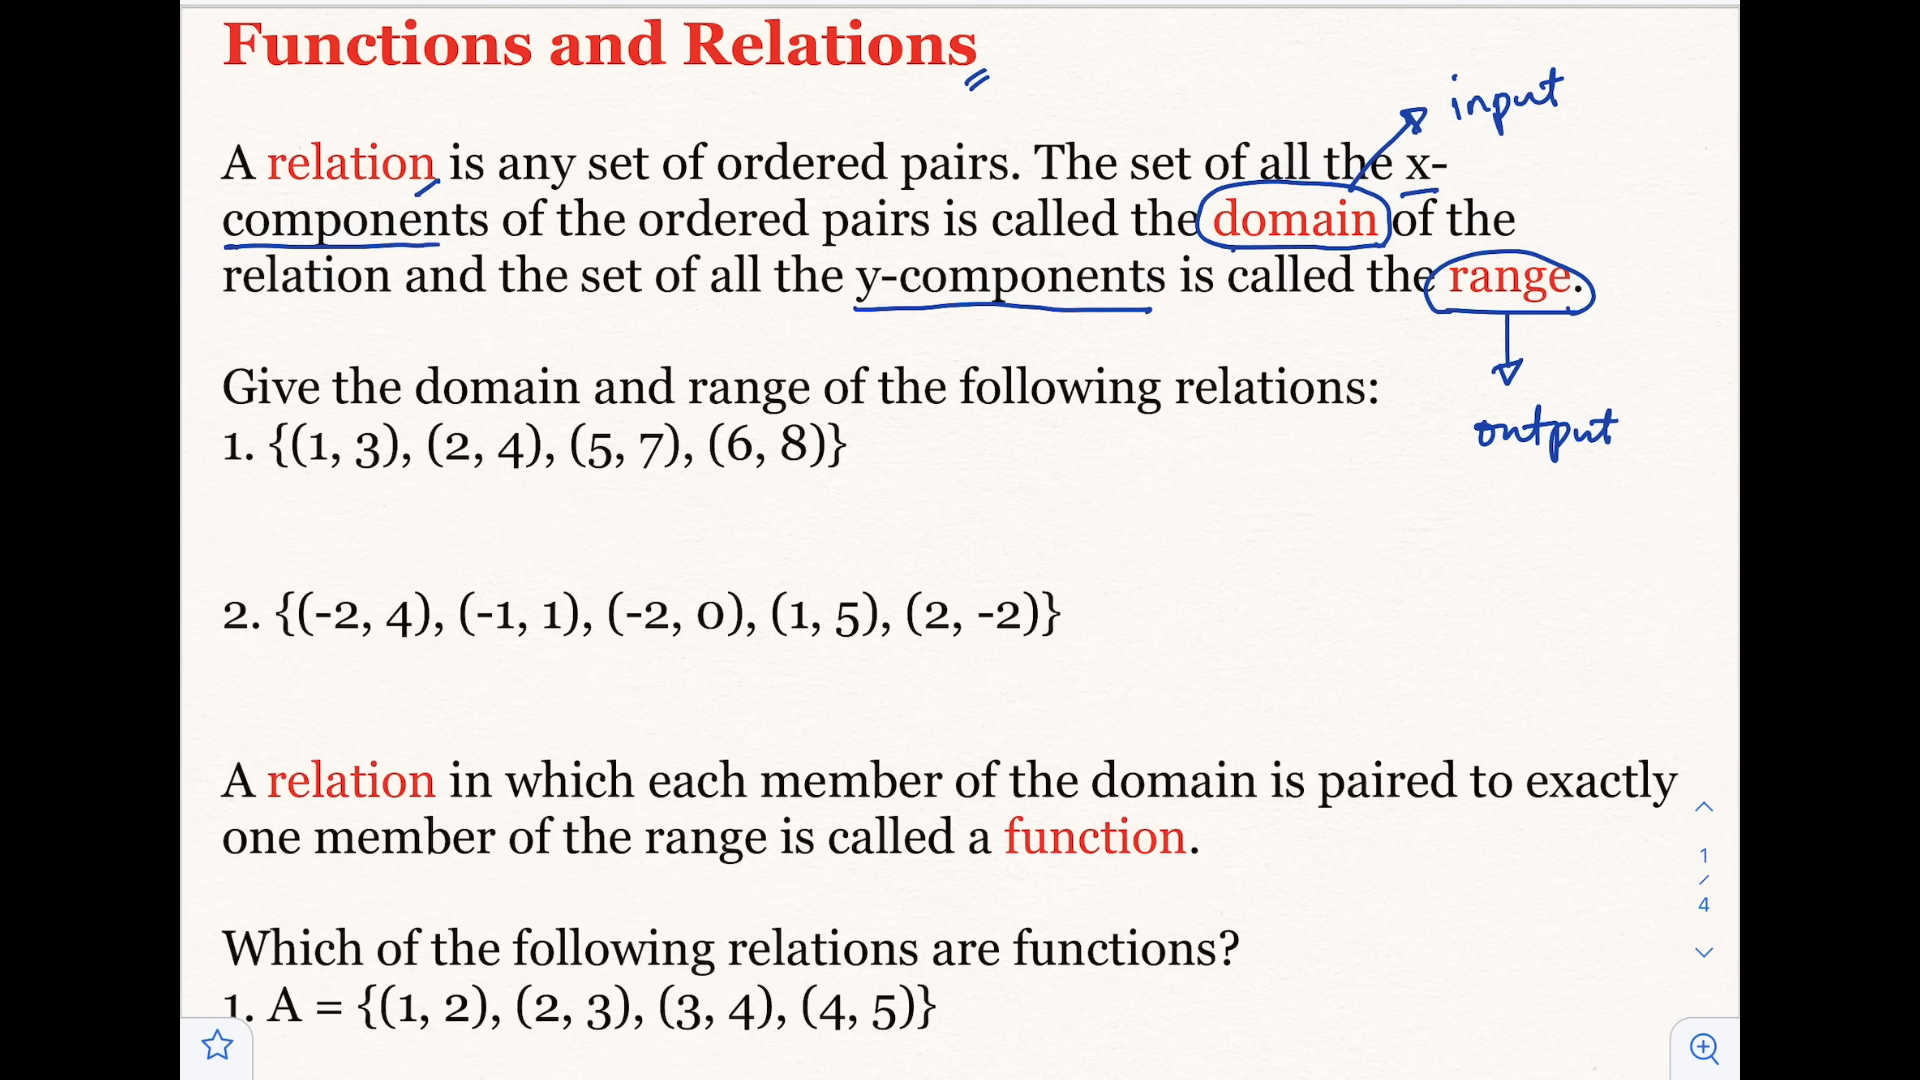 Functions and Relations
input
A relation is any set of ordered pairs. The set of all the x-
components of the ordered pairs is called the domain of the
relation and the set of all the y-components is called the range.
Give the domain and range of the following relations:
1. {(1, 3), (2, 4), (5, 7), (6, 8)}
output
2. {(-2, 4), (-1, 1), (-2, 0), (1, 5), (2, -2)}
A relation in which each member of the domain is paired to exactly
one member of the range is called a function.
1
/
4
Which of the following relations are functions?
1. A = {(1, 2), (2, 3), (3, 4), (4, 5)}